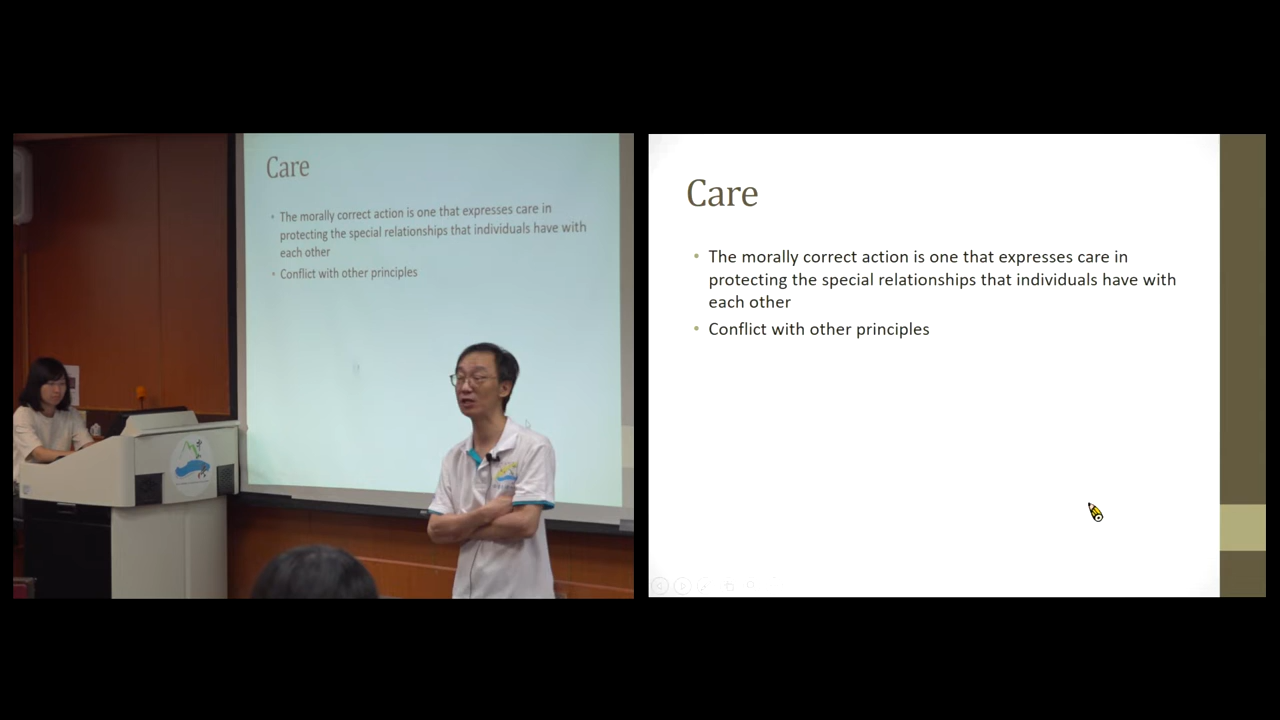 Care
• The morally correct action is one that expresses care in
protecting the special relationships that individuals have with
each other
• Conflict with other principles
Care
• The morally correct action is one that expresses care in
protecting the special relationships that individuals have with
each other
• Conflict with other principles